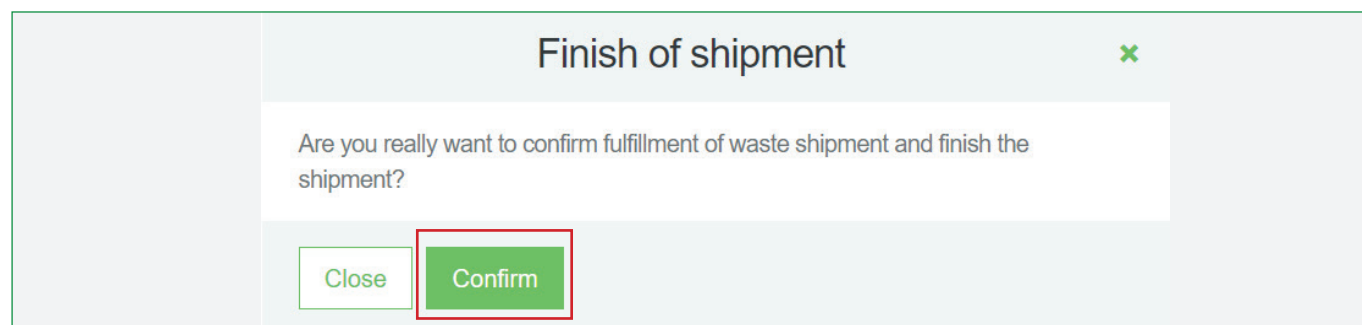 Finish of shipment
Are you really want to confirm fulfillment of waste shipment and finish the
shipment?
Close
Confirm